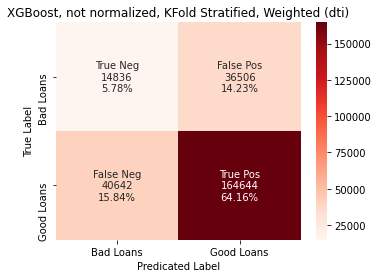 XGBoost, not normalized, KFold Stratified, Weighted (dti)
True Neg
14836
5.78%
False Pos
36506
14.23%
False Neg
40642
15.84%
True Pos
164644
64.16%
True Label
Bad Loans
Good Loans
Bad Loans
Good Loans
Predicated Label
150000
125000
100000
75000
50000
25000